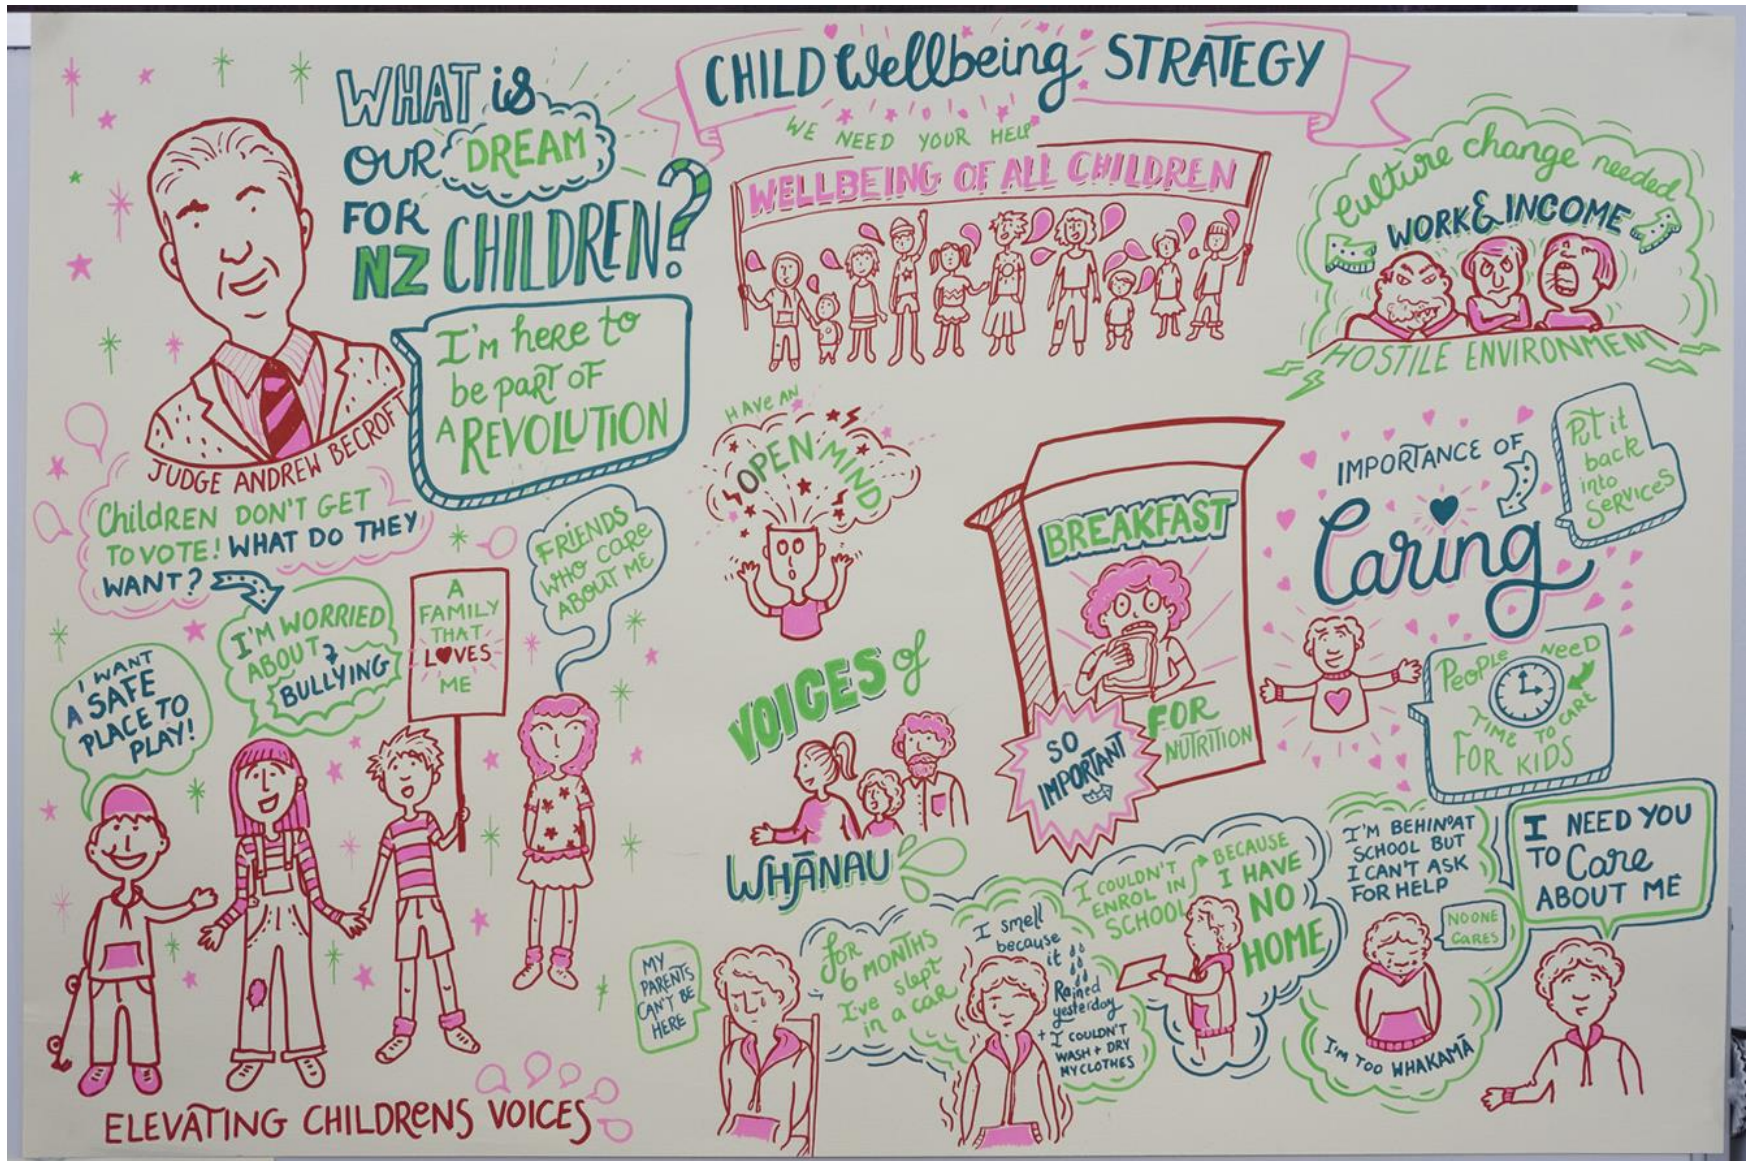 CHILD Wellbeing STRATEGY
WE NEED YOUR HELP
WELLBEING OF ALL CHILDREN
WHAT is
OUR DREAM
FOR
NZ CHILDREN?
I'm here to
be part of
A REVOLUTION
JUDGE ANDREW BECROFT
Children DON'T GET
TO VOTE! WHAT DO THEY
WANT?
I WANT
A SAFE
PLACE TO
PLAY!
I'M WORRIED
ABOUT
BULLYING
A
FAMILY
THAT
L♥VES
ME
FRIENDS
WHO CARE
ABOUT ME
ELEVATING CHILDRENS VOICES
Culture change needed
WORK & INCOME
HOSTILE ENVIRONMENT
HAVE AN
OPEN MIND
BREAKFAST
FOR
NUTRITION
SO
IMPORTANT
IMPORTANCE OF
Caring
Put it
back
into
Services
PEOPLE NEED
TIME TO CARE
FOR KIDS
VOICES of
WHĀNAU
MY
PARENTS
CAN'T BE
HERE
for
6 MONTHS
I've slept
in a car
I smell
because
it
Rained
yesterday
+ I COULDN'T
WASH + DRY
MY CLOTHES
I COULDN'T
ENROL IN
SCHOOL
BECAUSE
I HAVE
NO
HOME
I'M BEHIND AT
SCHOOL BUT
I CAN'T ASK
FOR HELP
NO ONE
CARES
I'M TOO WHAKAMĀ
I NEED YOU
TO Care
ABOUT ME